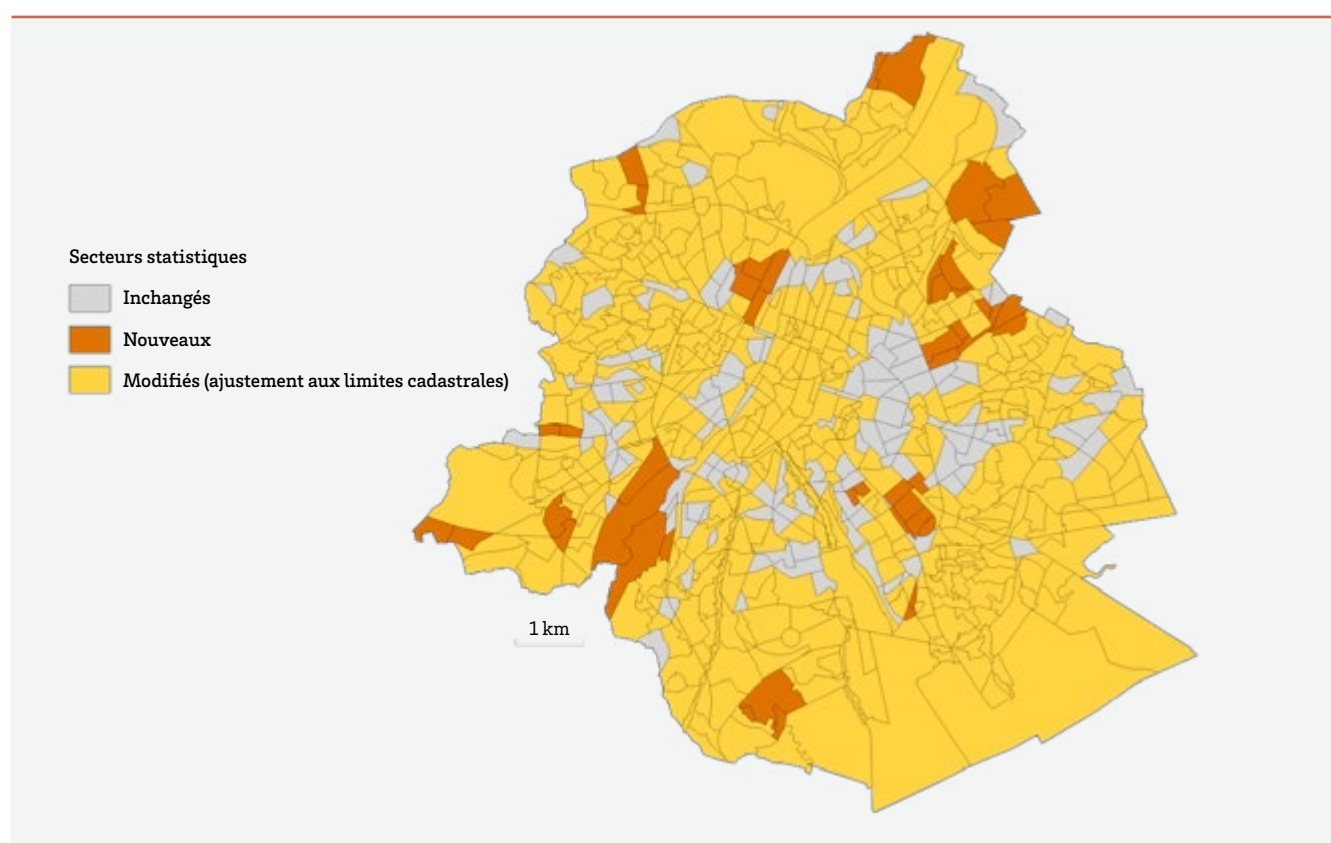 Secteurs statistiques
Inchangés
Nouveaux
Modifiés (ajustement aux limites cadastrales)
1 km